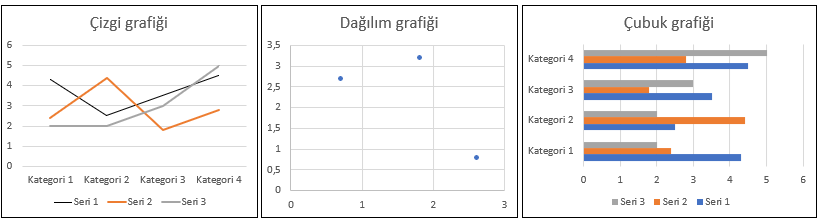 Çizgi grafiği
6
5
4
3
2
1
0
Kategori 1 Kategori 2 Kategori 3 Kategori 4
Seri 1 Seri 2 Seri 3
Dağılım grafiği
3,5
3
2,5
2
1,5
1
0,5
0
0 1 2 3
Çubuk grafiği
Kategori 4
Kategori 3
Kategori 2
Kategori 1
0 1 2 3 4 5 6
Seri 3 Seri 2 Seri 1